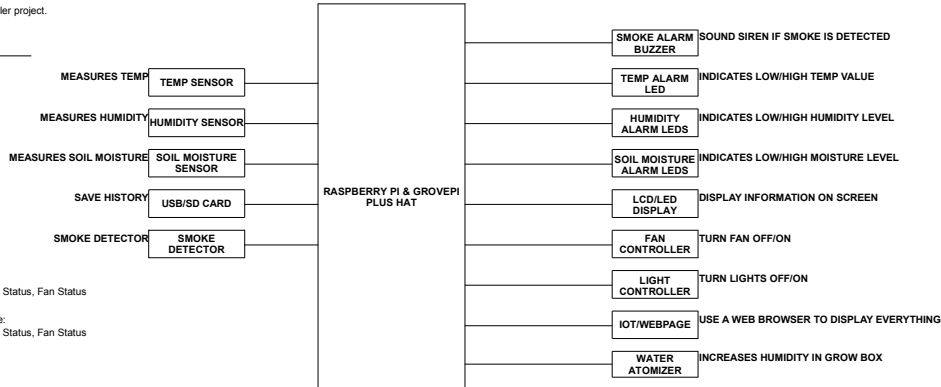 ler project.
MEASURES TEMP
TEMP SENSOR
MEASURES HUMIDITY
HUMIDITY SENSOR
MEASURES SOIL MOISTURE
SOIL MOISTURE
SENSOR
SAVE HISTORY
USB/SD CARD
SMOKE DETECTOR
SMOKE
DETECTOR
Status, Fan Status
e:
Status, Fan Status
RASPBERRY PI & GROVEPI
PLUS HAT
SMOKE ALARM
BUZZER
SOUND SIREN IF SMOKE IS DETECTED
TEMP ALARM
LED
INDICATES LOW/HIGH TEMP VALUE
HUMIDITY
ALARM LEDS
INDICATES LOW/HIGH HUMIDITY LEVEL
SOIL MOISTURE
ALARM LEDS
INDICATES LOW/HIGH MOISTURE LEVEL
LCD/LED
DISPLAY
DISPLAY INFORMATION ON SCREEN
FAN
CONTROLLER
TURN FAN OFF/ON
LIGHT
CONTROLLER
TURN LIGHTS OFF/ON
IOT/WEBPAGE
USE A WEB BROWSER TO DISPLAY EVERYTHING
WATER
ATOMIZER
INCREASES HUMIDITY IN GROW BOX